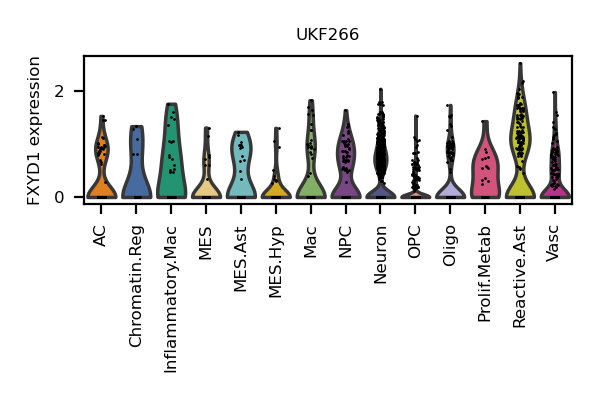 UKF266
FXYD1 expression
2
0
AC
Chromatin.Reg
Inflammatory.Mac
MES
MES.Ast
MES.Hyp
Mac
NPC
Neuron
OPC
Oligo
Prolif.Metab
Reactive.Ast
Vasc